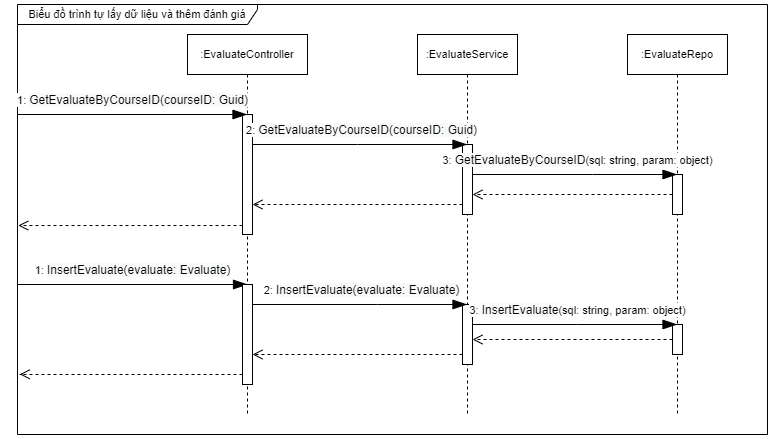 Biểu đồ trình tự lấy dữ liệu và thêm đánh giá
:EvaluateController
:EvaluateService
:EvaluateRepo
1: GetEvaluateByCourseID(courseID: Guid)
2: GetEvaluateByCourseID(courseID: Guid)
3: GetEvaluateByCourseID(sql: string, param: object)
1: InsertEvaluate(evaluate: Evaluate)
2: InsertEvaluate(evaluate: Evaluate)
3: InsertEvaluate(sql: string, param: object)